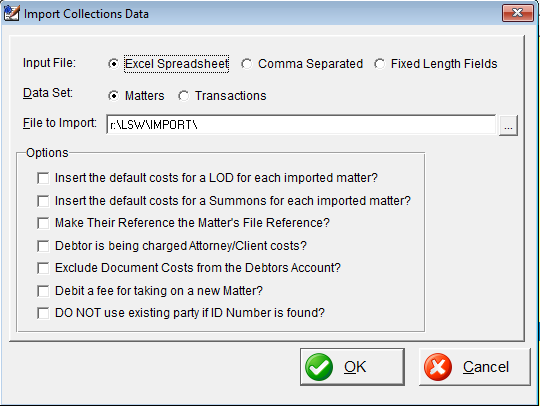 Import Collections Data
Input File: Excel Spreadsheet Comma Separated Fixed Length Fields
Data Set: Matters Transactions
File to Import: r:\LSW\IMPORT\ ...
Options
Insert the default costs for a LOD for each imported matter?
Insert the default costs for a Summons for each imported matter?
Make Their Reference the Matter's File Reference?
Debtor is being charged Attorney/Client costs?
Exclude Document Costs from the Debtors Account?
Debit a fee for taking on a new Matter?
DO NOT use existing party if ID Number is found?
OK Cancel